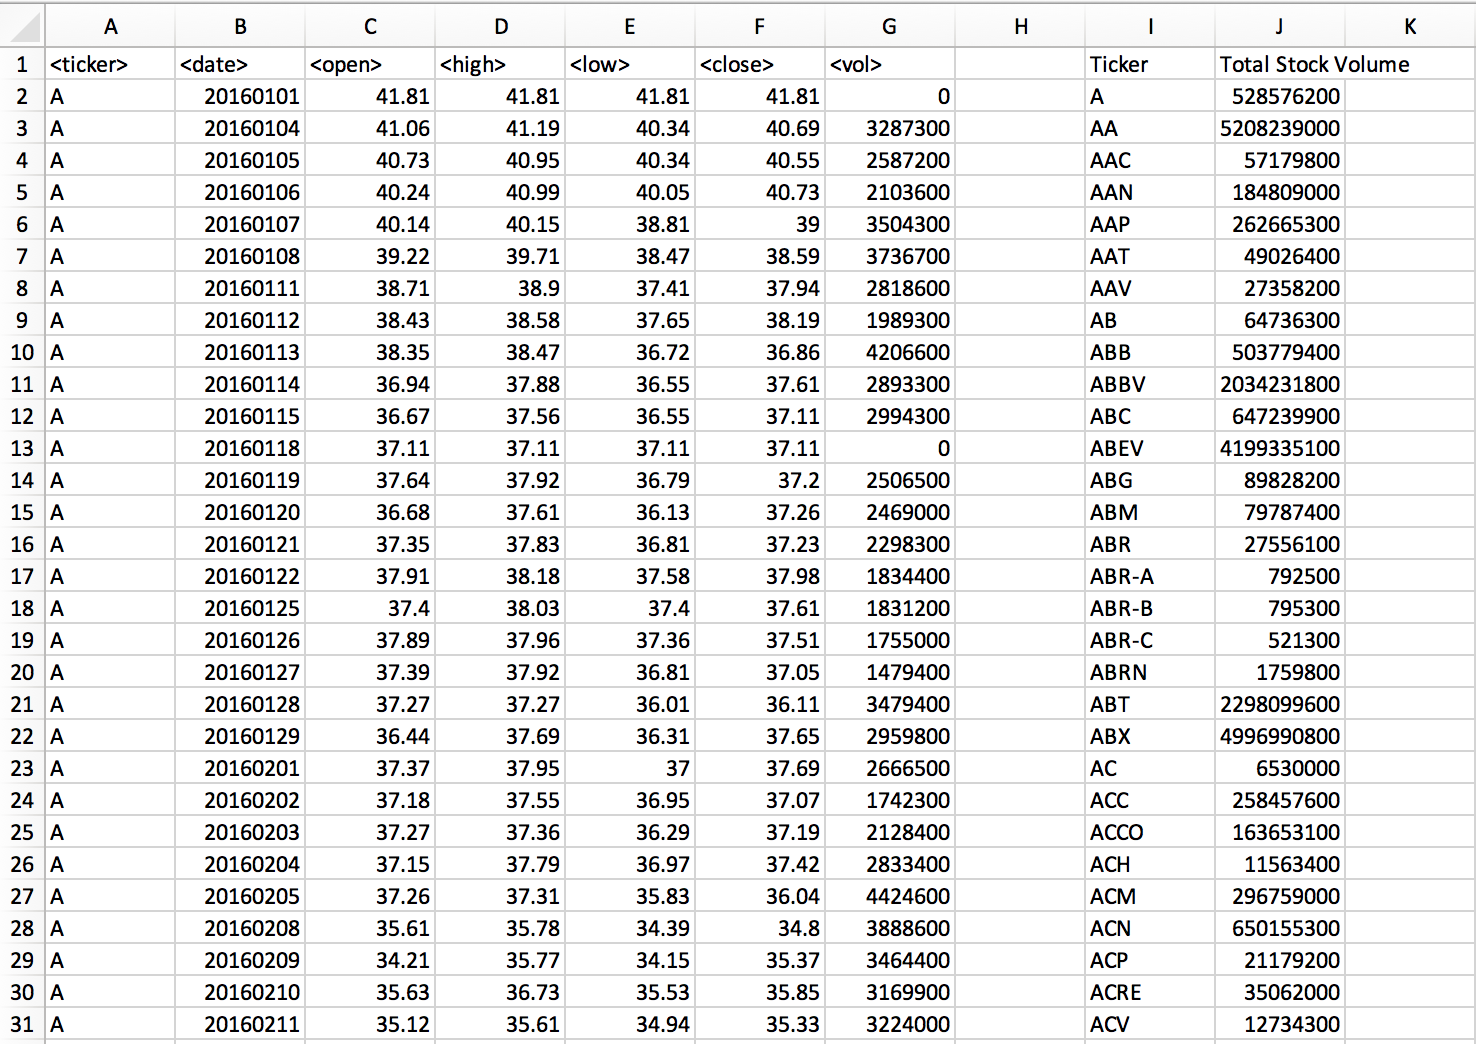 A B C D E F G H I J K
1 <ticker> <date> <open> <high> <low> <close> <vol> Ticker Total Stock Volume
2 A 20160101 41.81 41.81 41.81 41.81 0 A 528576200
3 A 20160104 41.06 41.19 40.34 40.69 3287300 AA 5208239000
4 A 20160105 40.73 40.95 40.34 40.55 2587200 AAC 57179800
5 A 20160106 40.24 40.99 40.05 40.73 2103600 AAN 184809000
6 A 20160107 40.14 40.15 38.81 39 3504300 AAP 262665300
7 A 20160108 39.22 39.71 38.47 38.59 3736700 AAT 49026400
8 A 20160111 38.71 38.9 37.41 37.94 2818600 AAV 27358200
9 A 20160112 38.43 38.58 37.65 38.19 1989300 AB 64736300
10 A 20160113 38.35 38.47 36.72 36.86 4206600 ABB 503779400
11 A 20160114 36.94 37.88 36.55 37.61 2893300 ABBV 2034231800
12 A 20160115 36.67 37.56 36.55 37.11 2994300 ABC 647239900
13 A 20160118 37.11 37.11 37.11 37.11 0 ABEV 4199335100
14 A 20160119 37.64 37.92 36.79 37.2 2506500 ABG 89828200
15 A 20160120 36.68 37.61 36.13 37.26 2469000 ABM 79787400
16 A 20160121 37.35 37.83 36.81 37.23 2298300 ABR 27556100
17 A 20160122 37.91 38.18 37.58 37.98 1834400 ABR-A 792500
18 A 20160125 37.4 38.03 37.4 37.61 1831200 ABR-B 795300
19 A 20160126 37.89 37.96 37.36 37.51 1755000 ABR-C 521300
20 A 20160127 37.39 37.92 36.81 37.05 1479400 ABRN 1759800
21 A 20160128 37.27 37.27 36.01 36.11 3479400 ABT 2298099600
22 A 20160129 36.44 37.69 36.31 37.65 2959800 ABX 4996990800
23 A 20160201 37.37 37.95 37 37.69 2666500 AC 6530000
24 A 20160202 37.18 37.55 36.95 37.07 1742300 ACC 258457600
25 A 20160203 37.27 37.36 36.29 37.19 2128400 ACCO 163653100
26 A 20160204 37.15 37.79 36.97 37.42 2833400 ACH 11563400
27 A 20160205 37.26 37.31 35.83 36.04 4424600 ACM 296759000
28 A 20160208 35.61 35.78 34.39 34.8 3888600 ACN 650155300
29 A 20160209 34.21 35.77 34.15 35.37 3464400 ACP 21179200
30 A 20160210 35.63 36.73 35.53 35.85 3169900 ACRE 35062000
31 A 20160211 35.12 35.61 34.94 35.33 3224000 ACV 12734300